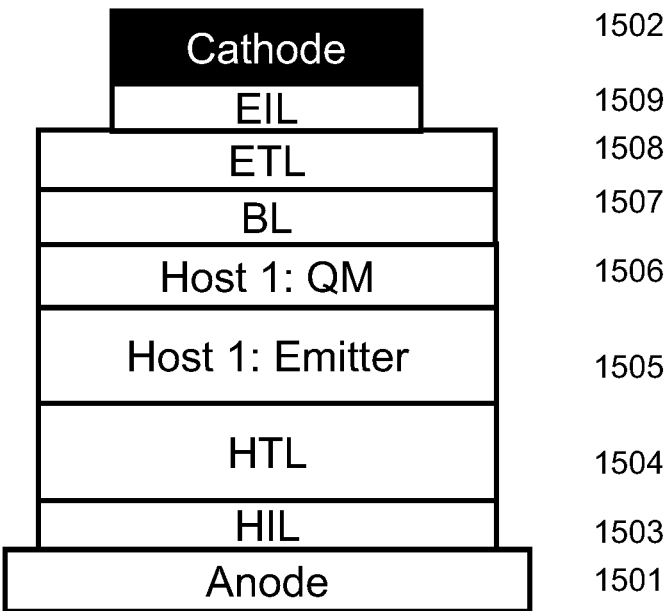 Cathode 1502
EIL 1509
ETL 1508
BL 1507
Host 1: QM 1506
Host 1: Emitter 1505
HTL 1504
HIL 1503
Anode 1501